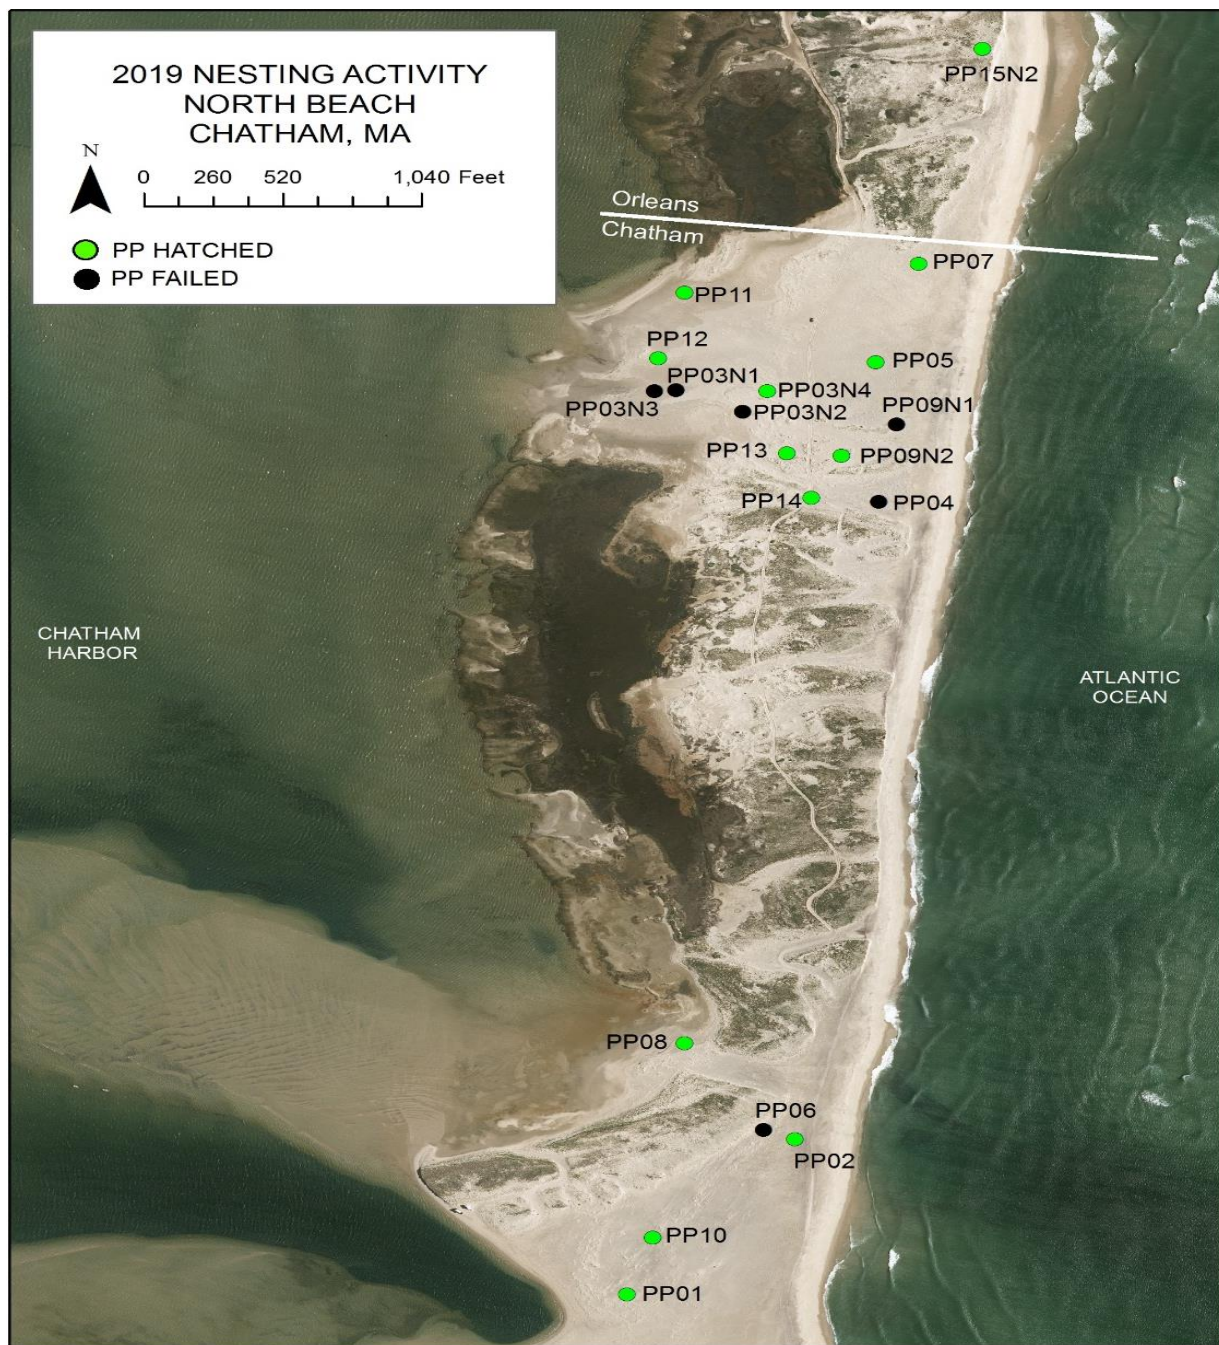 2019 NESTING ACTIVITY
NORTH BEACH
CHATHAM, MA
N
0 260 520 1,040 Feet
PP HATCHED
PP FAILED
PP15N2
Orleans
Chatham
PP07
PP11
PP12
PP05
PP03N1
PP03N4
PP03N3
PP03N2
PP09N1
PP13
PP09N2
PP14
PP04
CHATHAM
HARBOR
ATLANTIC
OCEAN
PP08
PP06
PP02
PP10
PP01